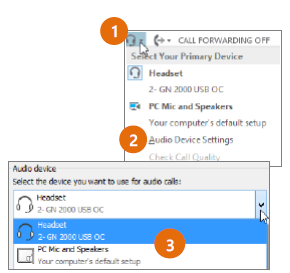 1
CALL FORWARDING OFF
Select Your Primary Device
Headset
2- GN 2000 USB OC
PC Mic and Speakers
Your computer's default setup
2
Audio Device Settings
Check Call Quality
Audio device
Select the device you want to use for audio calls:
Headset
2- GN 2000 USB OC
Headset
2- GN 2000 USB OC
3
PC Mic and Speakers
Your computer's default setup